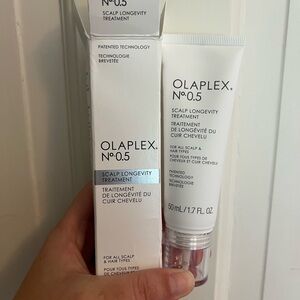 Nº0.5
SCALP LONGEVITY
TREATMENT
PATENTED TECHNOLOGY
TECHNOLOGIE
BREVETÉE
OLAPLEX®
Nº0.5
SCALP LONGEVITY
TREATMENT
TRAITEMENT
DE LONGÉVITÉ DU
CUIR CHEVELU
FOR ALL SCALP
& HAIR TYPES
POUR TOUS TYPES
DE CHEVEUX ET CUIR
OLAPLEX®
Nº0.5
SCALP LONGEVITY
TREATMENT
TRAITEMENT
DE LONGÉVITÉ DU
CUIR CHEVELU
FOR ALL SCALP &
HAIR TYPES
POUR TOUS TYPES DE
CHEVEUX ET CUIR CHEVELU
PATENTED
TECHNOLOGY
TECHNOLOGIE
BREVETÉE
50 mL/1.7 FL. OZ.